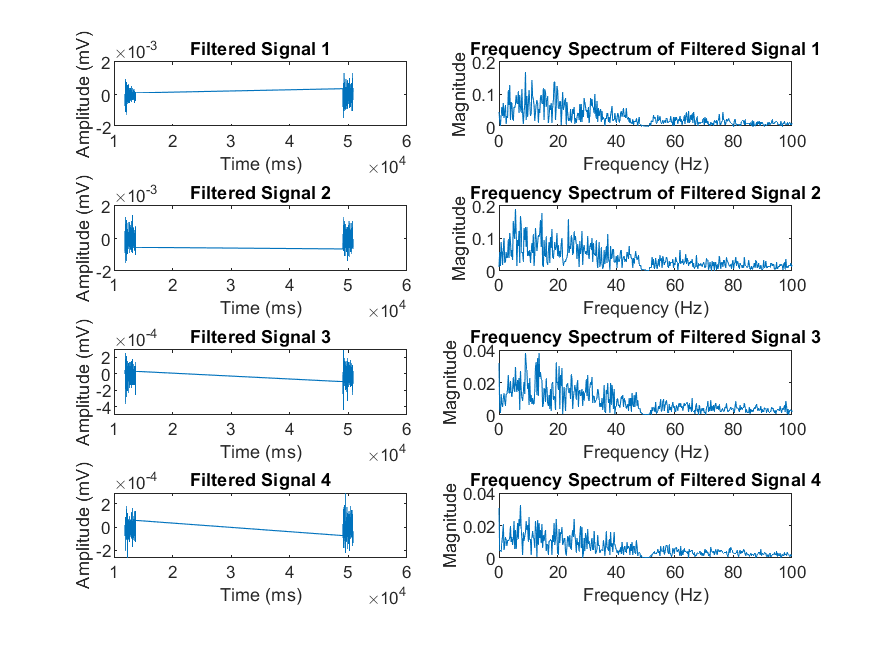 Filtered Signal 1
×10-3
Amplitude (mV)
2
0
-2
1 2 3 4 5 6
Time (ms)
×104
Frequency Spectrum of Filtered Signal 1
Magnitude
0.2
0.1
0
0 20 40 60 80 100
Frequency (Hz)
Filtered Signal 2
×10-3
Amplitude (mV)
2
0
-2
1 2 3 4 5 6
Time (ms)
×104
Frequency Spectrum of Filtered Signal 2
Magnitude
0.2
0.1
0
0 20 40 60 80 100
Frequency (Hz)
Filtered Signal 3
×10-4
Amplitude (mV)
2
0
-2
-4
1 2 3 4 5 6
Time (ms)
×104
Frequency Spectrum of Filtered Signal 3
Magnitude
0.04
0.02
0
0 20 40 60 80 100
Frequency (Hz)
Filtered Signal 4
×10-4
Amplitude (mV)
2
0
-2
1 2 3 4 5 6
Time (ms)
×104
Frequency Spectrum of Filtered Signal 4
Magnitude
0.04
0.02
0
0 20 40 60 80 100
Frequency (Hz)